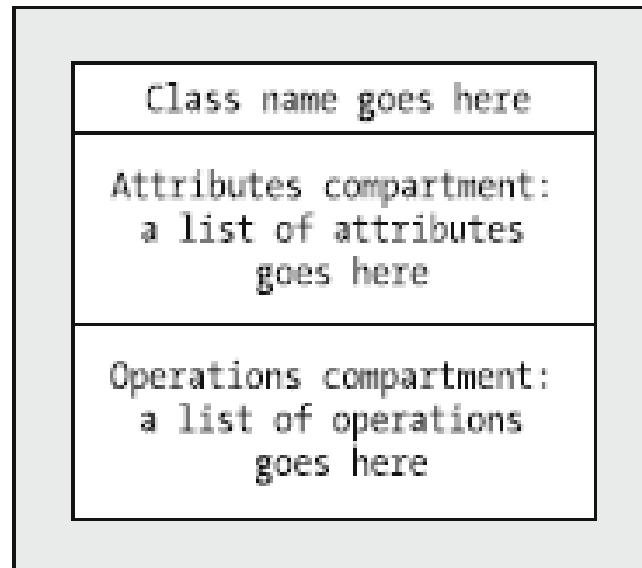 Class name goes here
Attributes compartment:
a list of attributes
goes here
Operations compartment:
a list of operations
goes here